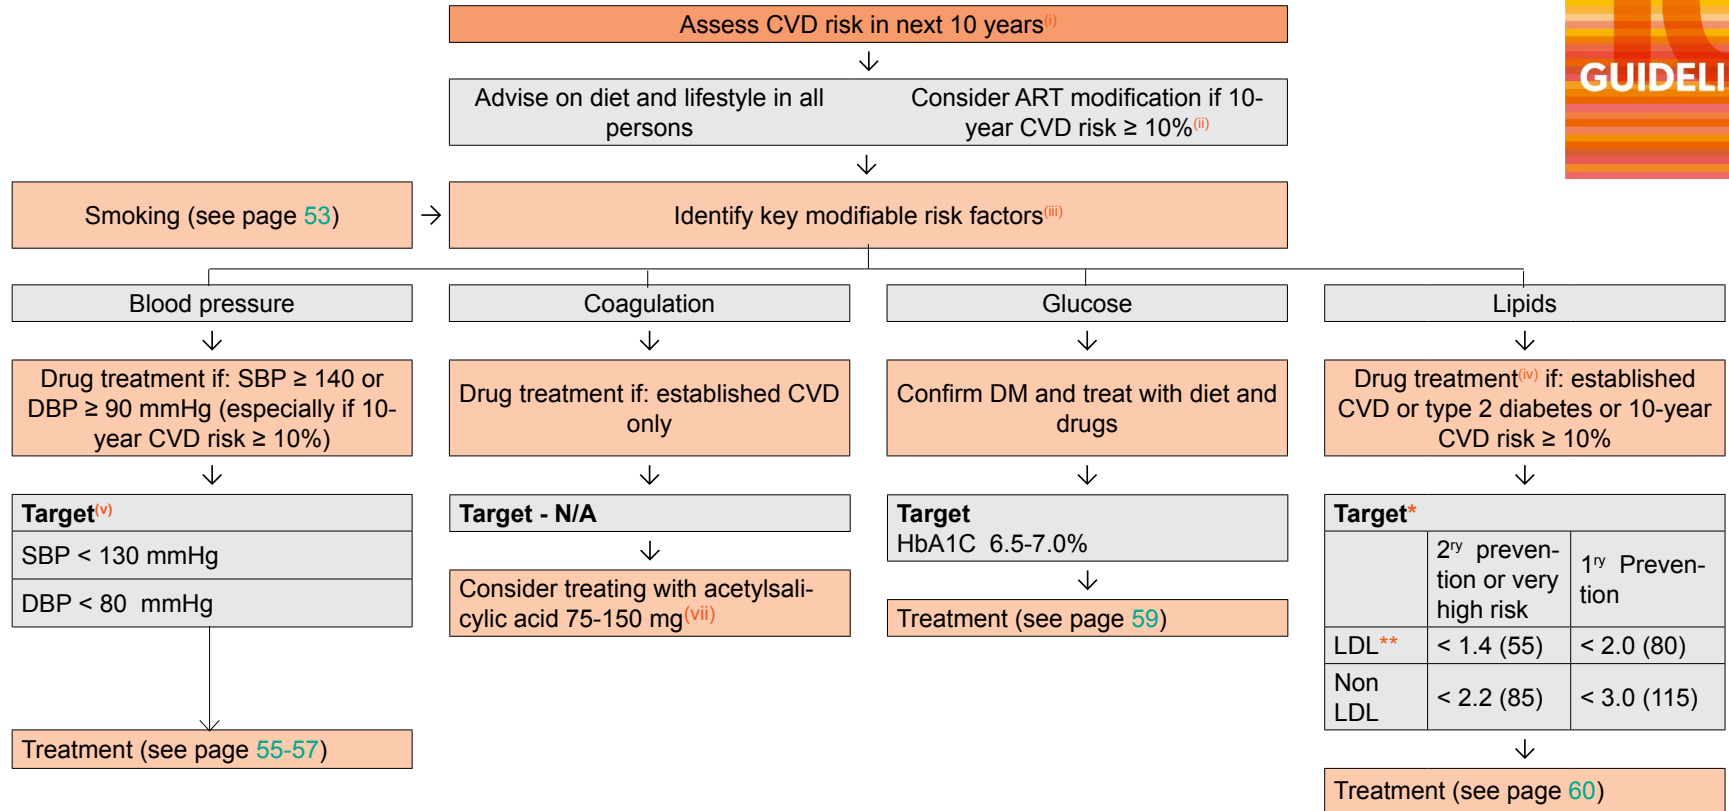 Assess CVD risk in next 10 years(i)
GUIDELI
Advise on diet and lifestyle in all
persons
Consider ART modification if 10-
year CVD risk ≥ 10%(ii)
Smoking (see page 53)
Identify key modifiable risk factors(iii)
Blood pressure
Drug treatment if: SBP ≥ 140 or
DBP ≥ 90 mmHg (especially if 10-
year CVD risk ≥ 10%)
Target(v)
SBP < 130 mmHg
DBP < 80 mmHg
Treatment (see page 55-57)
Coagulation
Drug treatment if: established CVD
only
Target - N/A
Consider treating with acetylsali-
cylic acid 75-150 mg(vii)
Glucose
Confirm DM and treat with diet and
drugs
Target
HbA1C 6.5-7.0%
Treatment (see page 59)
Lipids
Drug treatment(iv) if: established
CVD or type 2 diabetes or 10-year
CVD risk ≥ 10%
Target*
2ry preven-
tion or very
high risk
1ry Preven-
tion
LDL** < 1.4 (55) < 2.0 (80)
Non
LDL < 2.2 (85) < 3.0 (115)
Treatment (see page 60)